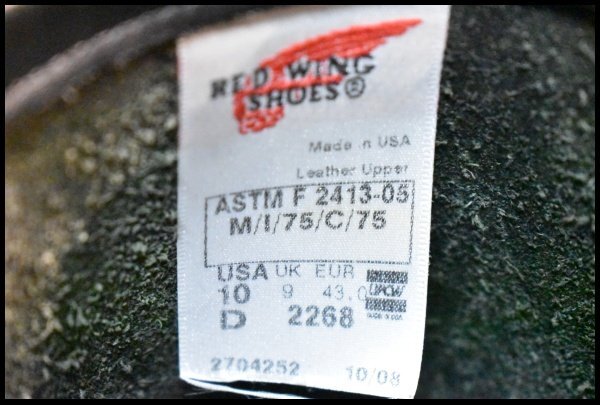 RED WING
SHOES®
Made in USA
Leather Upper
ASTM F 2413-05
M/I/75/C/75
USA UK EUR
10 9 43.0
D 2268
2704252 10/08